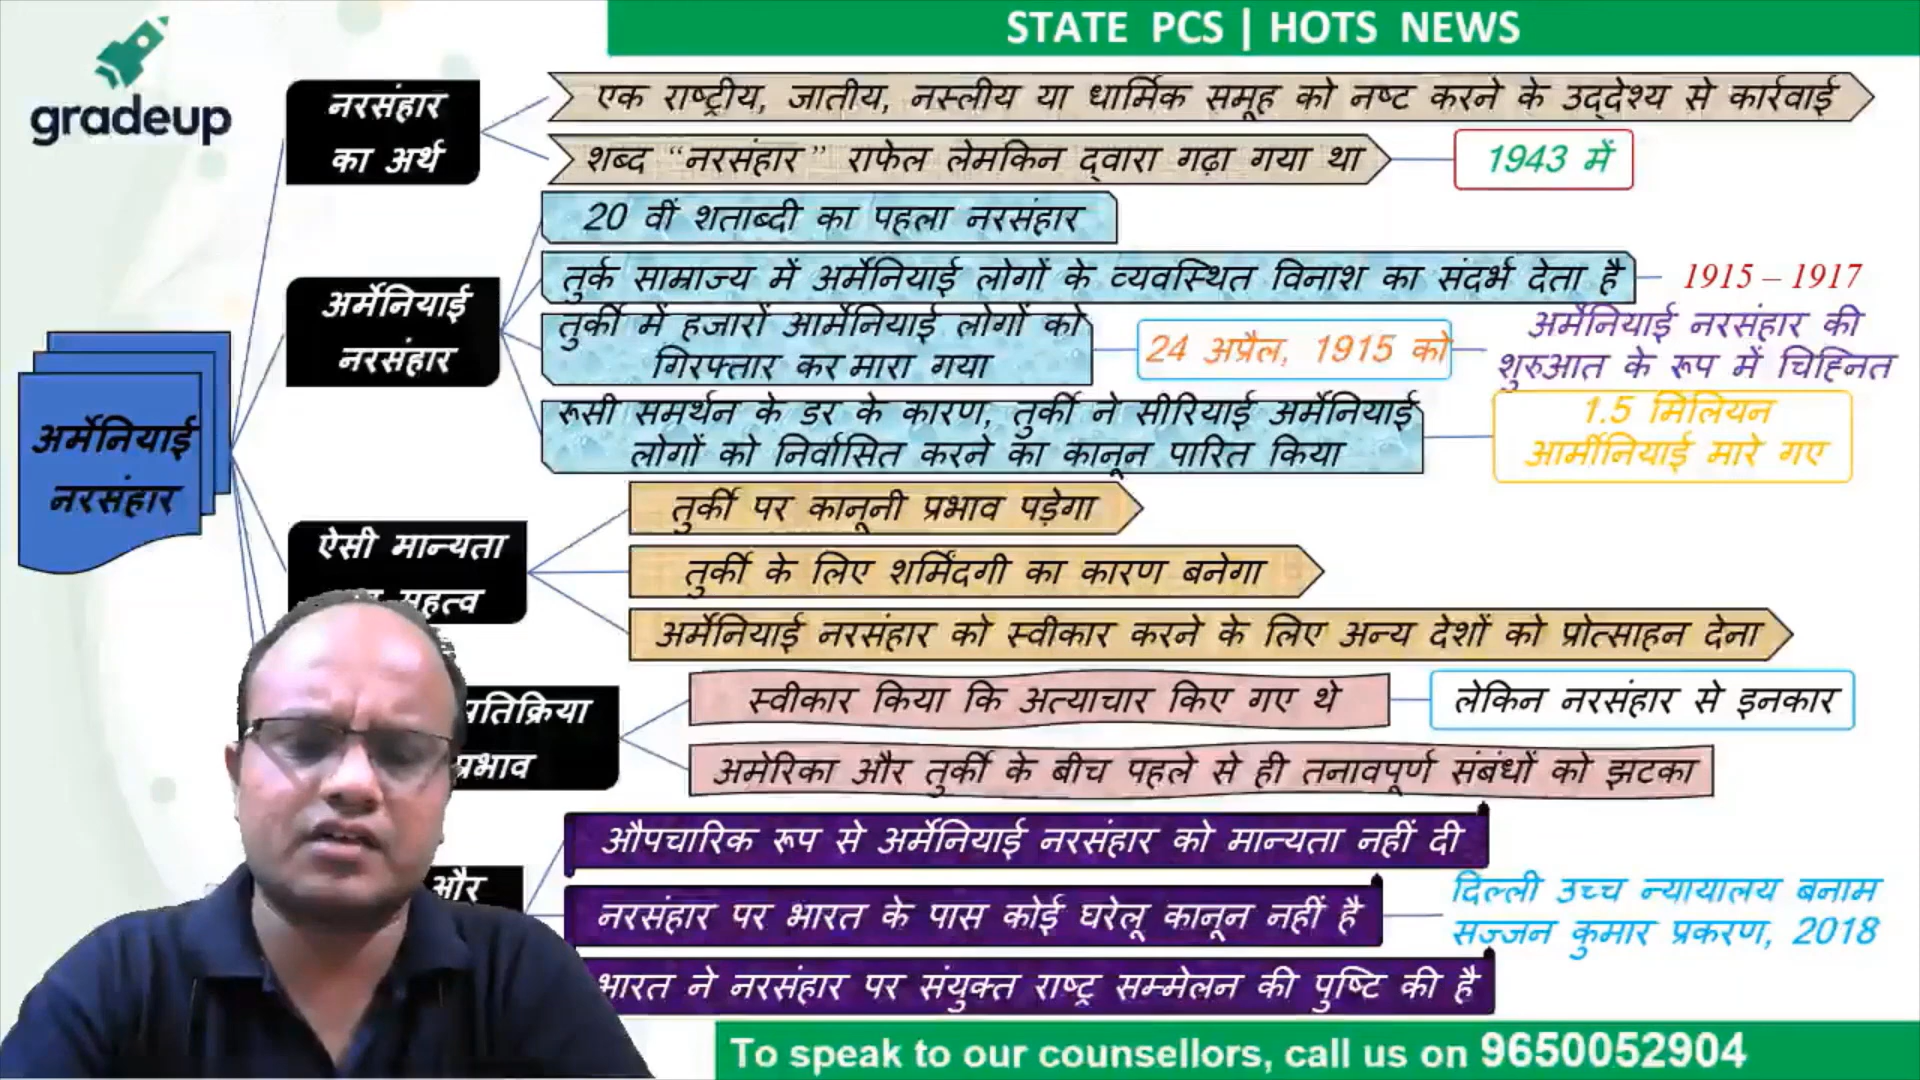 STATE PCS | HOTS NEWS
gradeup
नरसंहार
का अर्थ
एक राष्ट्रीय, जातीय, नस्लीय या धार्मिक समूह को नष्ट करने के उद्देश्य से कार्रवाई
शब्द “नरसंहार” राफेल लेमकिन द्वारा गढ़ा गया था
1943 में
अर्मेनियाई
नरसंहार
20 वीं शताब्दी का पहला नरसंहार
तुर्क साम्राज्य में अर्मेनियाई लोगों के व्यवस्थित विनाश का संदर्भ देता है
1915 – 1917
तुर्की में हजारों आर्मेनियाई लोगों को
गिरफ्तार कर मारा गया
24 अप्रैल, 1915 को
अर्मेनियाई नरसंहार की
शुरुआत के रूप में चिह्नित
रूसी समर्थन के डर के कारण, तुर्की ने सीरियाई अर्मेनियाई
लोगों को निर्वासित करने का कानून पारित किया
1.5 मिलियन
आर्मीनियाई मारे गए
अर्मेनियाई
नरसंहार
ऐसी मान्यता
महत्व
तुर्की पर कानूनी प्रभाव पड़ेगा
तुर्की के लिए शर्मिंदगी का कारण बनेगा
अर्मेनियाई नरसंहार को स्वीकार करने के लिए अन्य देशों को प्रोत्साहन देना
प्रतिक्रिया
प्रभाव
स्वीकार किया कि अत्याचार किए गए थे
लेकिन नरसंहार से इनकार
अमेरिका और तुर्की के बीच पहले से ही तनावपूर्ण संबंधों को झटका
और
औपचारिक रूप से अर्मेनियाई नरसंहार को मान्यता नहीं दी
नरसंहार पर भारत के पास कोई घरेलू कानून नहीं है
दिल्ली उच्च न्यायालय बनाम
सज्जन कुमार प्रकरण, 2018
भारत ने नरसंहार पर संयुक्त राष्ट्र सम्मेलन की पुष्टि की है
To speak to our counsellors, call us on 9650052904